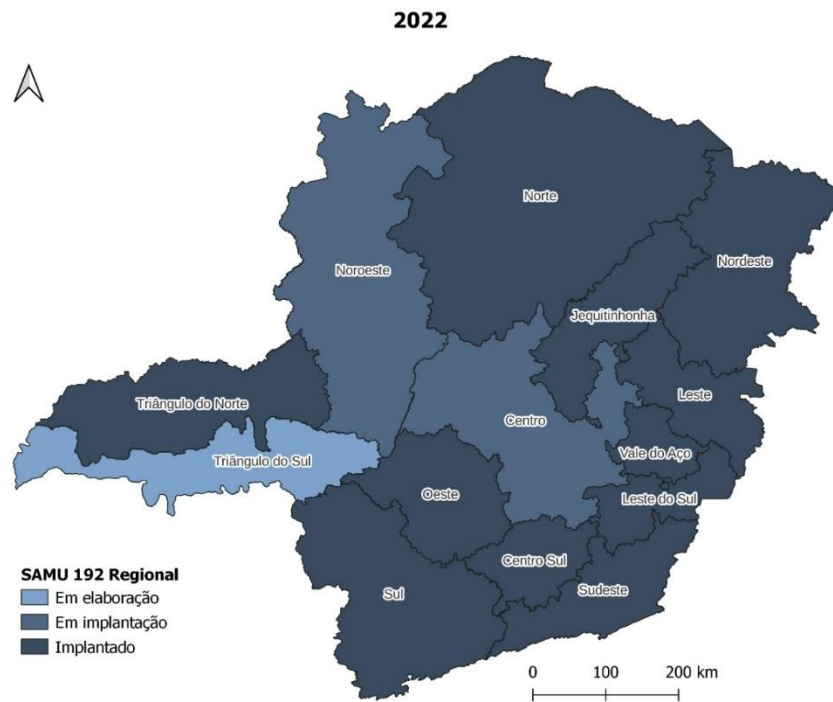 2022
Norte
Noroeste
Nordeste
Jequitinhonha
Leste
Triângulo do Norte
Centro
Vale do Aço
Triângulo do Sul
Oeste
Leste do Sul
Centro Sul
Sul
Sudeste
SAMU 192 Regional
Em elaboração
Em implantação
Implantado
0 100 200 km